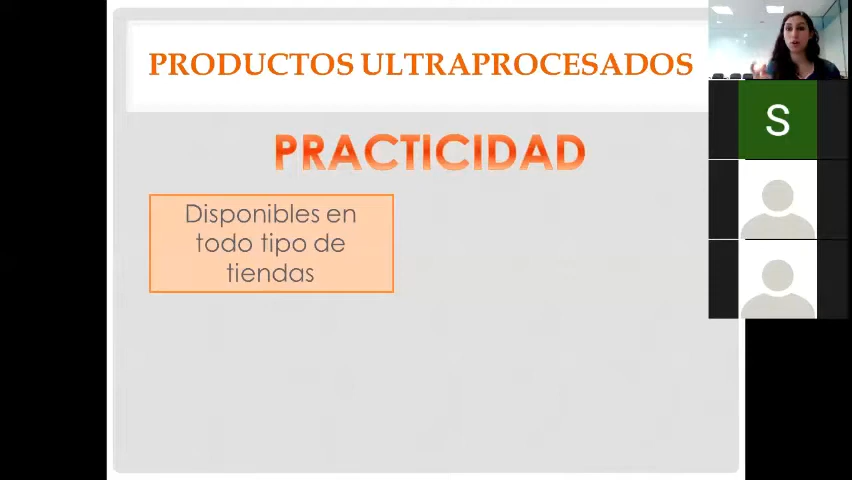 PRODUCTOS ULTRAPROCESADOS
PRACTICIDAD
Disponibles en
todo tipo de
tiendas
S